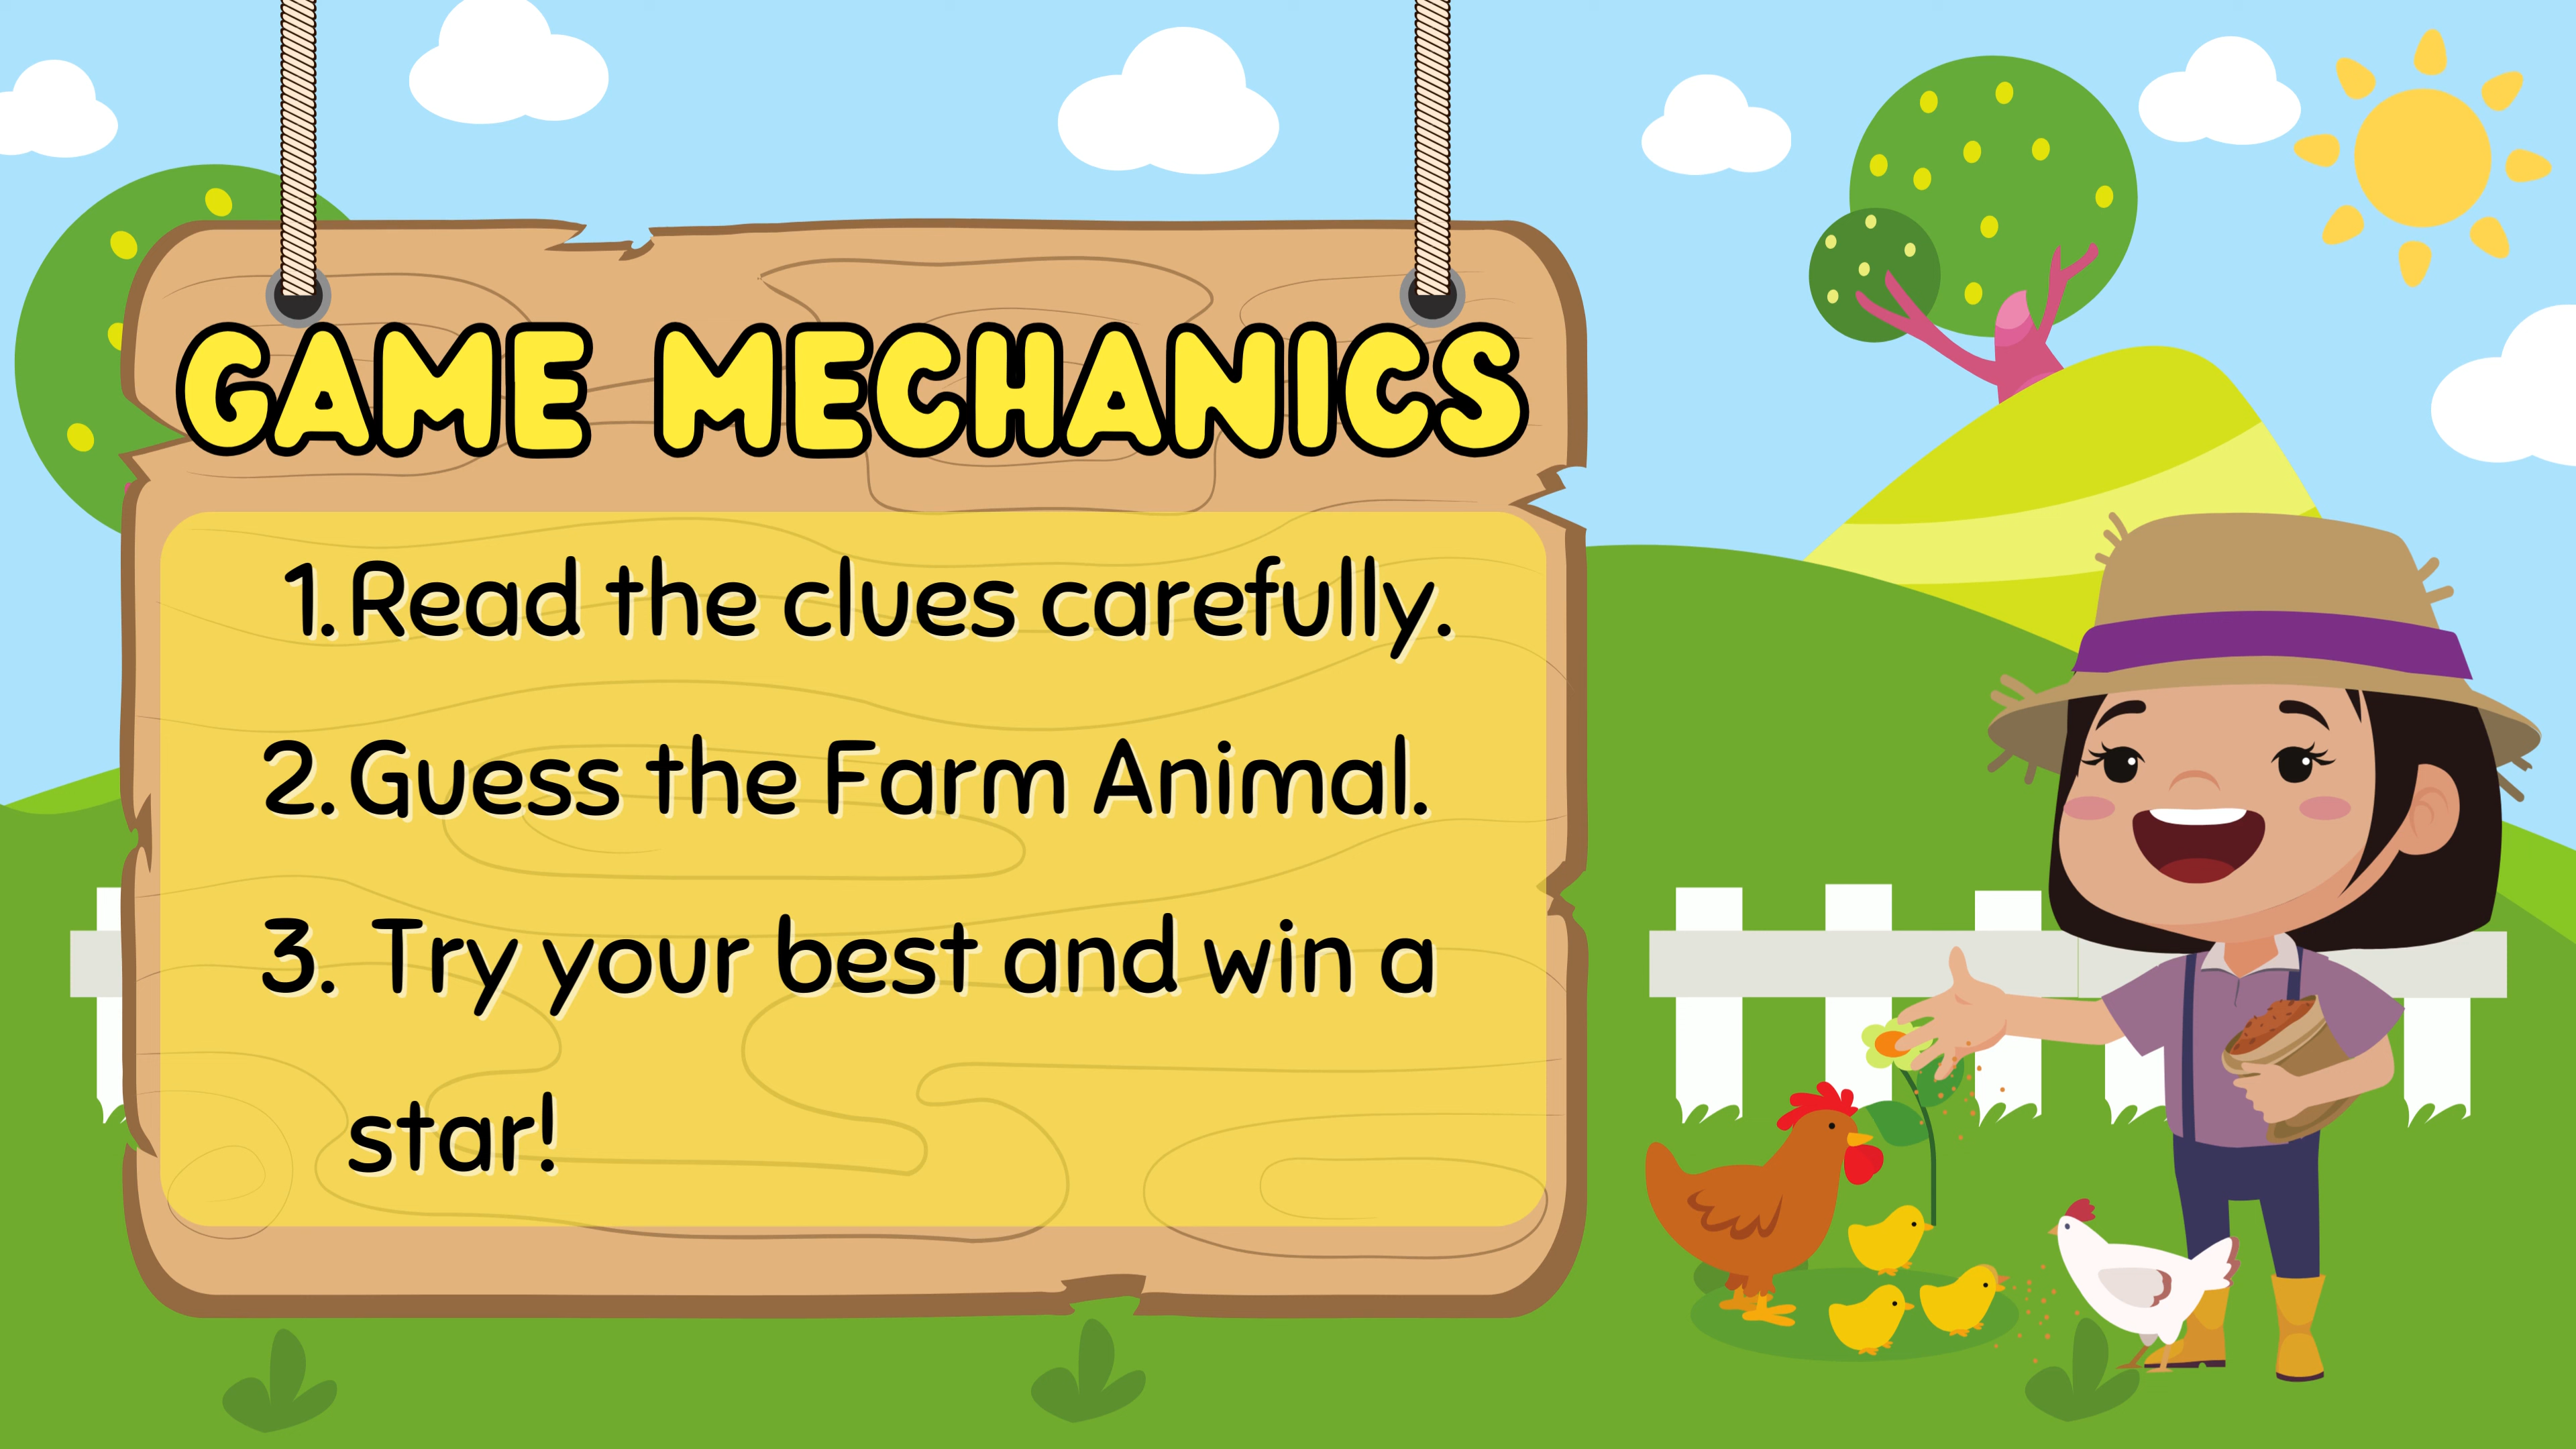 GAME MECHANICS
1. Read the clues carefully.
2. Guess the Farm Animal.
3. Try your best and win a
star!